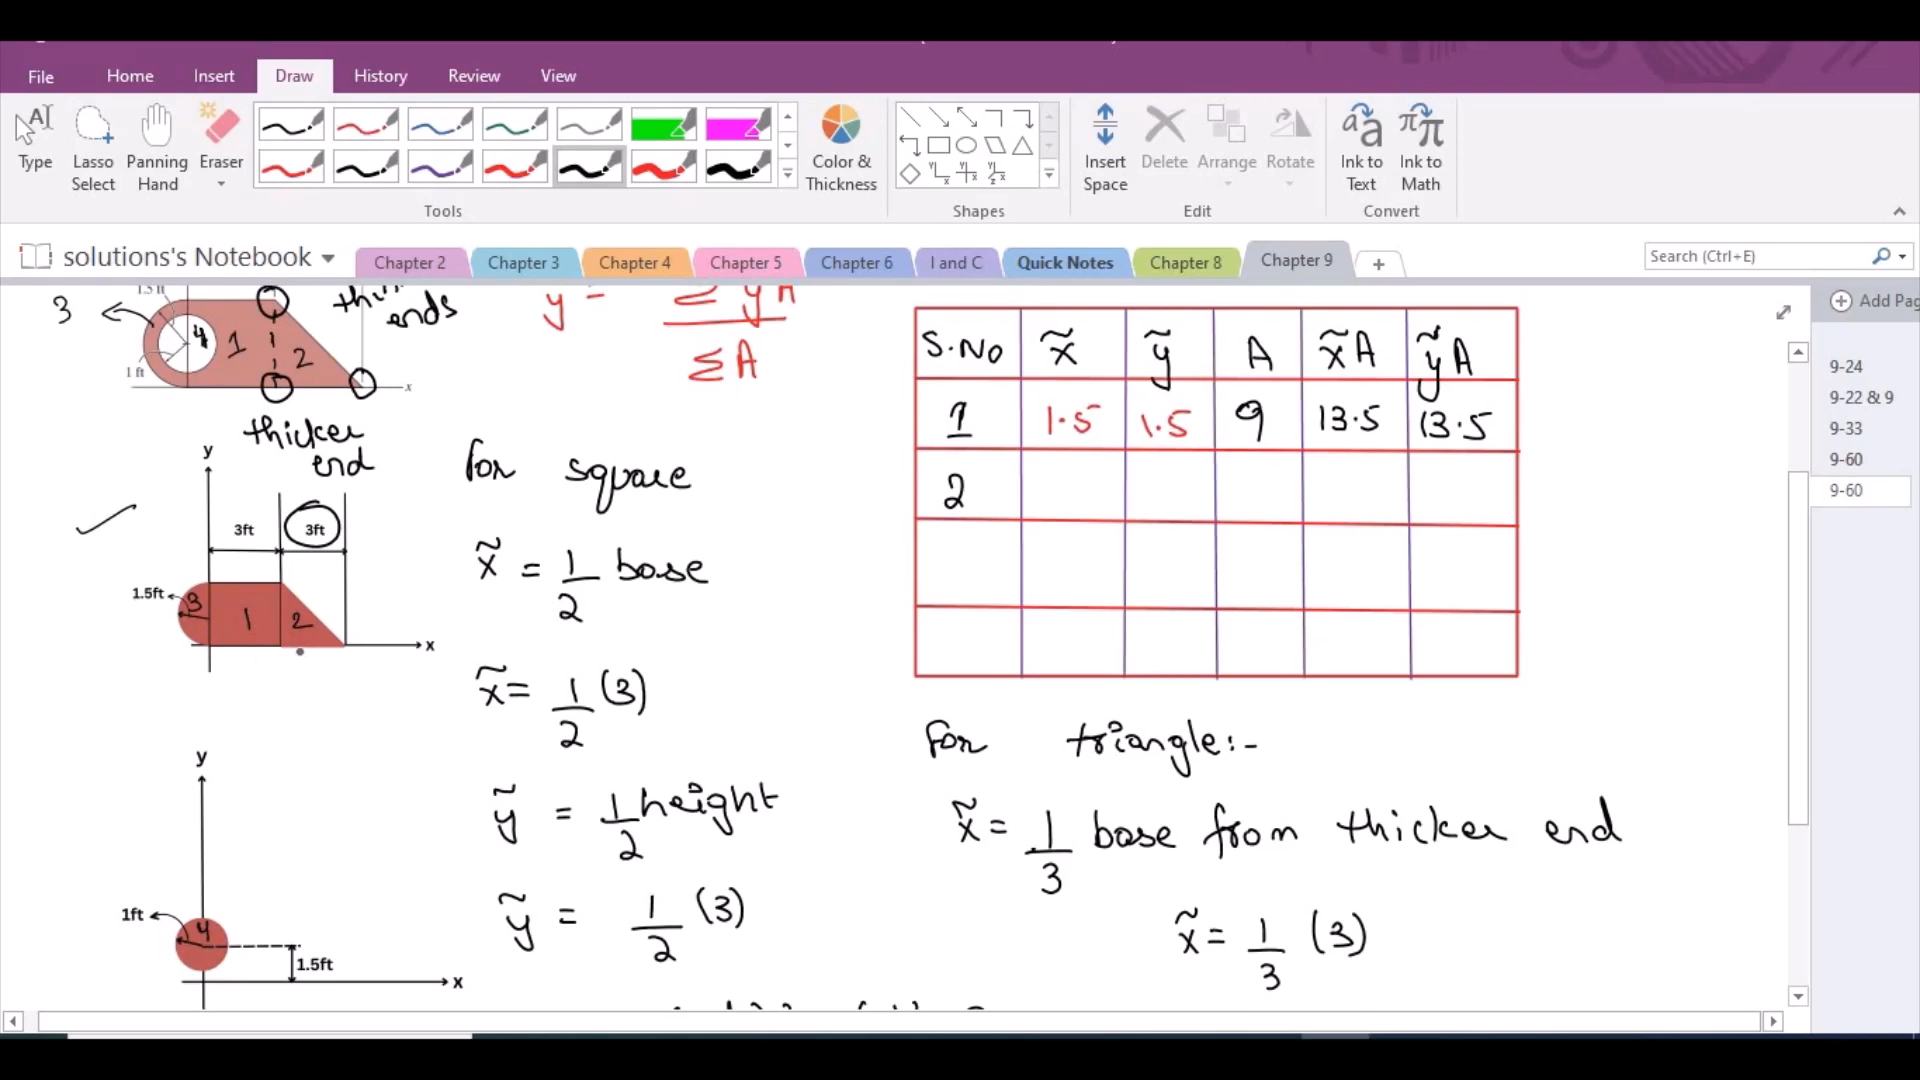 File Home Insert Draw History Review View
Type
Lasso Select
Panning Hand
Eraser
Color & Thickness
Insert Space
Delete
Arrange
Rotate
Ink to Text
Ink to Math
Tools
Shapes
Edit
Convert
solutions's Notebook
Chapter 2 Chapter 3 Chapter 4 Chapter 5 Chapter 6 I and C Quick Notes Chapter 8 Chapter 9 +
Search (Ctrl+E)
Add Pag
9-24
9-22 & 9
9-33
9-60
9-60
3
4 1 2
1 ft
x
ends
thicker
end
y
3ft 3ft
1.5ft
3 1 2
x
y
1ft
4
1.5ft
x
y = Σ ỹA
ΣA
for square
x̃ = 1/2 base
x̃ = 1/2 (3)
ỹ = 1/2 height
ỹ = 1/2 (3)
S.No x̃ ỹ A x̃A ỹA
1 1.5 1.5 9 13.5 13.5
2
for triangle:-
x̃ = 1/3 base from thicker end
x̃ = 1/3 (3)